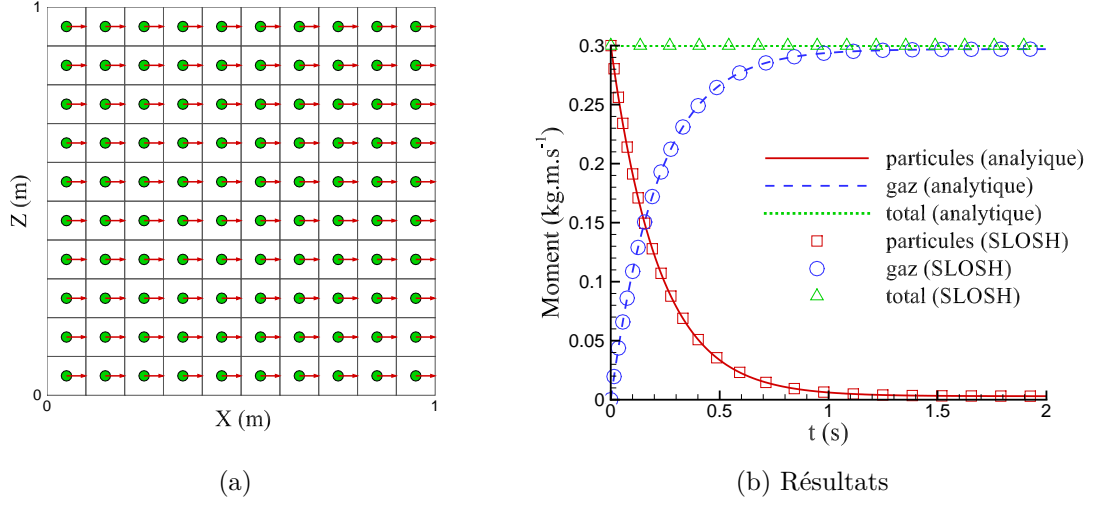 1
Z (m)
0
0
X (m)
1
(a)
0.3
0.25
0.2
0.15
0.1
0.05
0
Moment (kg.m.s⁻¹)
particules (analyique)
gaz (analytique)
total (analytique)
particules (SLOSH)
gaz (SLOSH)
total (SLOSH)
0
0.5
1
1.5
2
t (s)
(b) Résultats